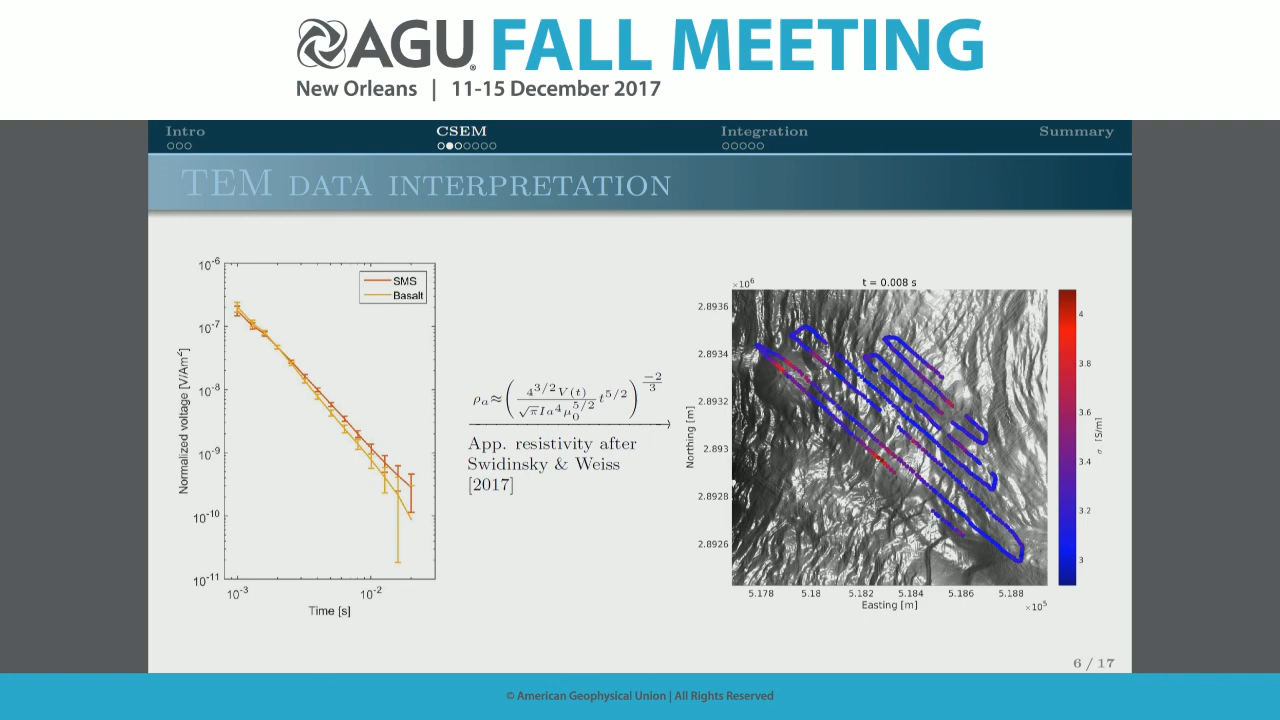 AGU FALL MEETING
New Orleans | 11-15 December 2017
Intro CSEM Integration Summary
TEM DATA INTERPRETATION
10^-6
10^-7
10^-8
10^-9
10^-10
10^-11
Normalized voltage [V/Am^2]
SMS
Basalt
10^-3 10^-2
Time [s]
ρ_a ≈ ( 4^{3/2} V(t) / √π I a^4 μ_0^{5/2} t^{5/2} )^{-2/3}
App. resistivity after
Swidinsky & Weiss
[2017]
×10^6
t = 0.008 s
2.8936
2.8934
2.8932
2.893
2.8928
2.8926
Northing [m]
5.178 5.18 5.182 5.184 5.186 5.188
Easting [m]
×10^5
4
3.8
3.6
3.4
3.2
3
σ [S/m]
6 / 17
© American Geophysical Union | All Rights Reserved